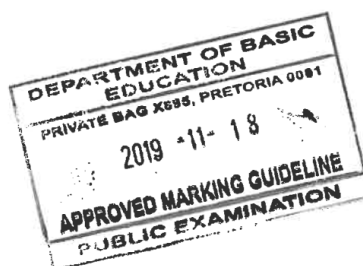 DEPARTMENT OF BASIC
EDUCATION
PRIVATE BAG X895, PRETORIA 0001
2019 -11- 18
APPROVED MARKING GUIDELINE
PUBLIC EXAMINATION